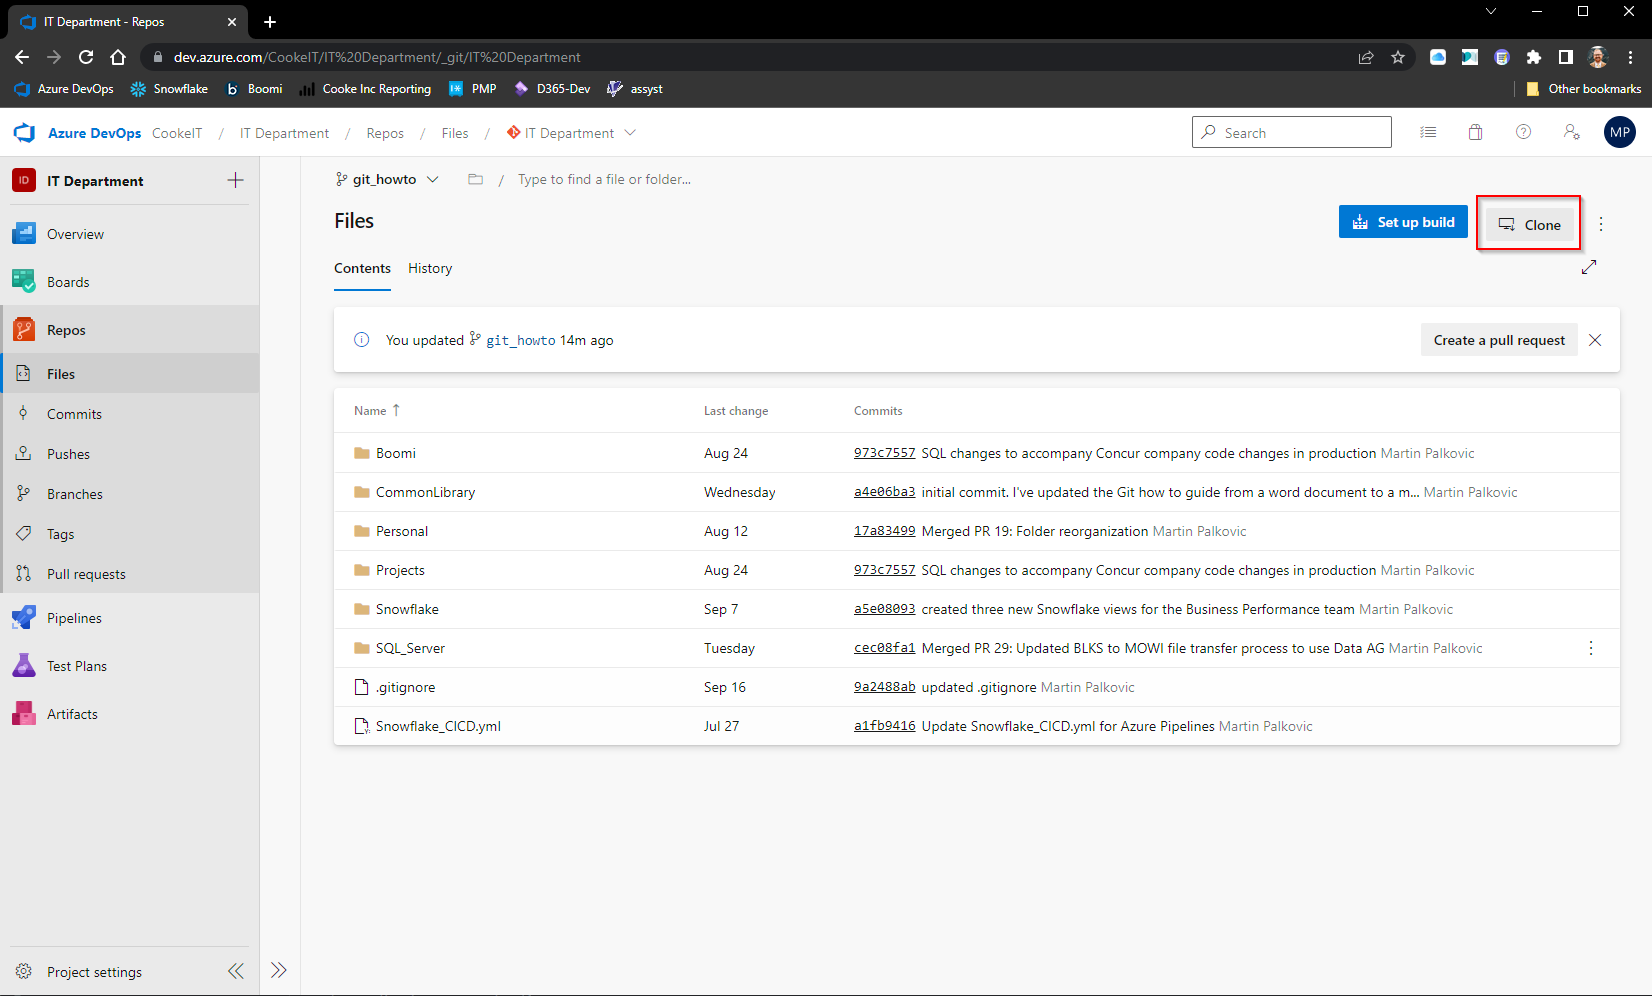 IT Department - Repos
dev.azure.com/CookeIT/IT%20Department/_git/IT%20Department
Azure DevOps Snowflake b Boomi Cooke Inc Reporting PMP D365-Dev assyst Other bookmarks
Azure DevOps CookeIT / IT Department / Repos / Files / IT Department Search MP
ID IT Department
Overview
Boards
Repos
Files
Commits
Pushes
Branches
Tags
Pull requests
Pipelines
Test Plans
Artifacts
Project settings
git_howto / Type to find a file or folder...
Files
Set up build Clone
Contents History
You updated git_howto 14m ago Create a pull request
Name Last change Commits
Boomi Aug 24 973c7557 SQL changes to accompany Concur company code changes in production Martin Palkovic
CommonLibrary Wednesday a4e06ba3 initial commit. I've updated the Git how to guide from a word document to a m... Martin Palkovic
Personal Aug 12 17a83499 Merged PR 19: Folder reorganization Martin Palkovic
Projects Aug 24 973c7557 SQL changes to accompany Concur company code changes in production Martin Palkovic
Snowflake Sep 7 a5e08093 created three new Snowflake views for the Business Performance team Martin Palkovic
SQL_Server Tuesday cec08fa1 Merged PR 29: Updated BLKS to MOWI file transfer process to use Data AG Martin Palkovic
.gitignore Sep 16 9a2488ab updated .gitignore Martin Palkovic
Snowflake_CICD.yml Jul 27 a1fb9416 Update Snowflake_CICD.yml for Azure Pipelines Martin Palkovic